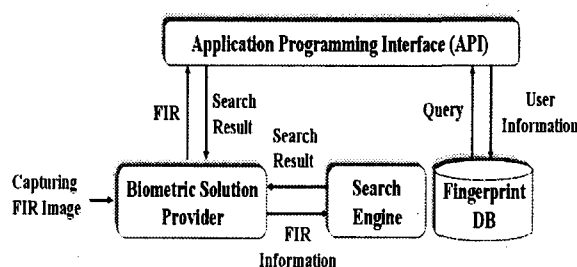 Application Programming Interface (API)
FIR
Search
Result
Query
User
Information
Search
Result
Capturing
FIR Image
Biometric Solution
Provider
Search
Engine
Fingerprint
DB
FIR
Information